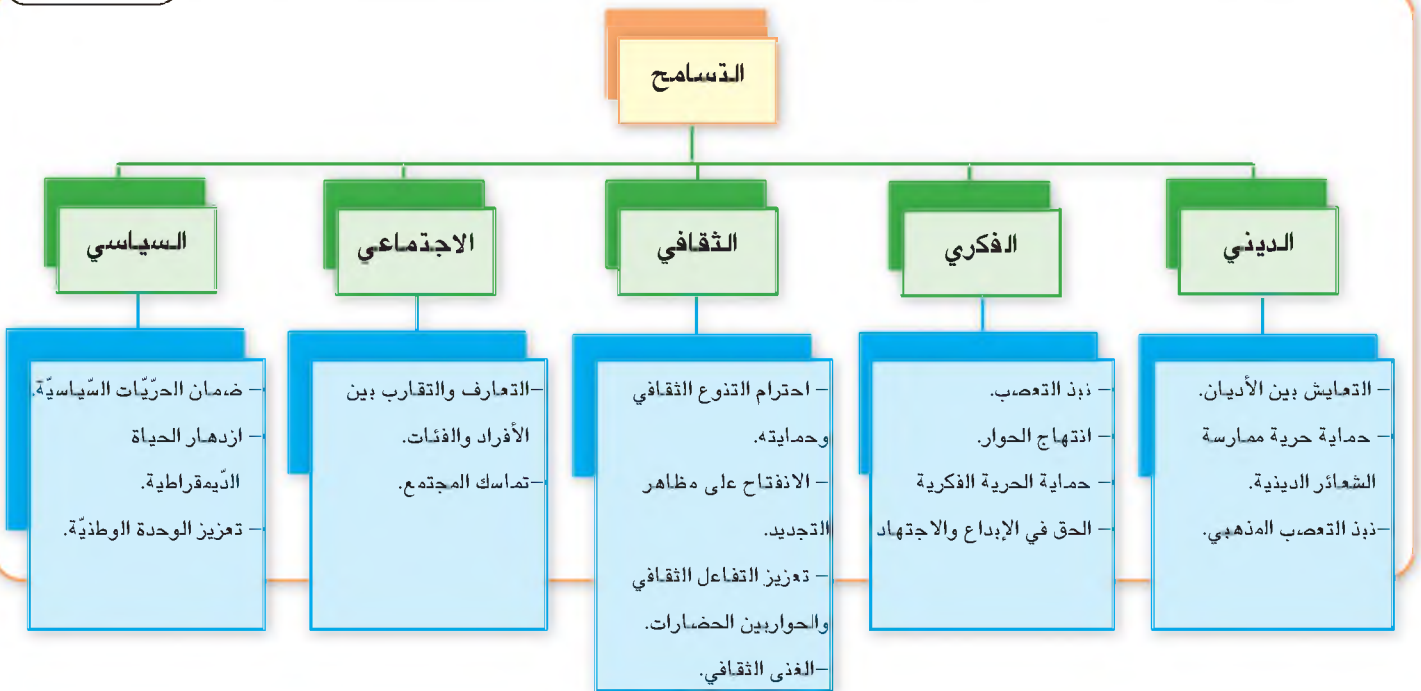 التسامح
الديني
الفكري
الثقافي
الاجتماعي
السياسي
– التعايش بين الأديان.
– حماية حرية ممارسة
الشعائر الدينية.
–نبذ التعصب المذهبي.
– نبذ التعصب.
– انتهاج الحوار.
– حماية الحرية الفكرية
– الحق في الإبداع والاجتهاد
– احترام التنوع الثقافي
وحمايته.
– الانفتاح على مظاهر
التجديد.
– تعزيز التفاعل الثقافي
والحواربين الحضارات.
–الغنى الثقافي.
–التعارف والتقارب بين
الأفراد والفئات.
–تماسك المجتمع.
– ضمان الحرّيّات السّياسيّة.
– ازدهار الحياة
الدّيمقراطية.
– تعزيز الوحدة الوطنيّة.